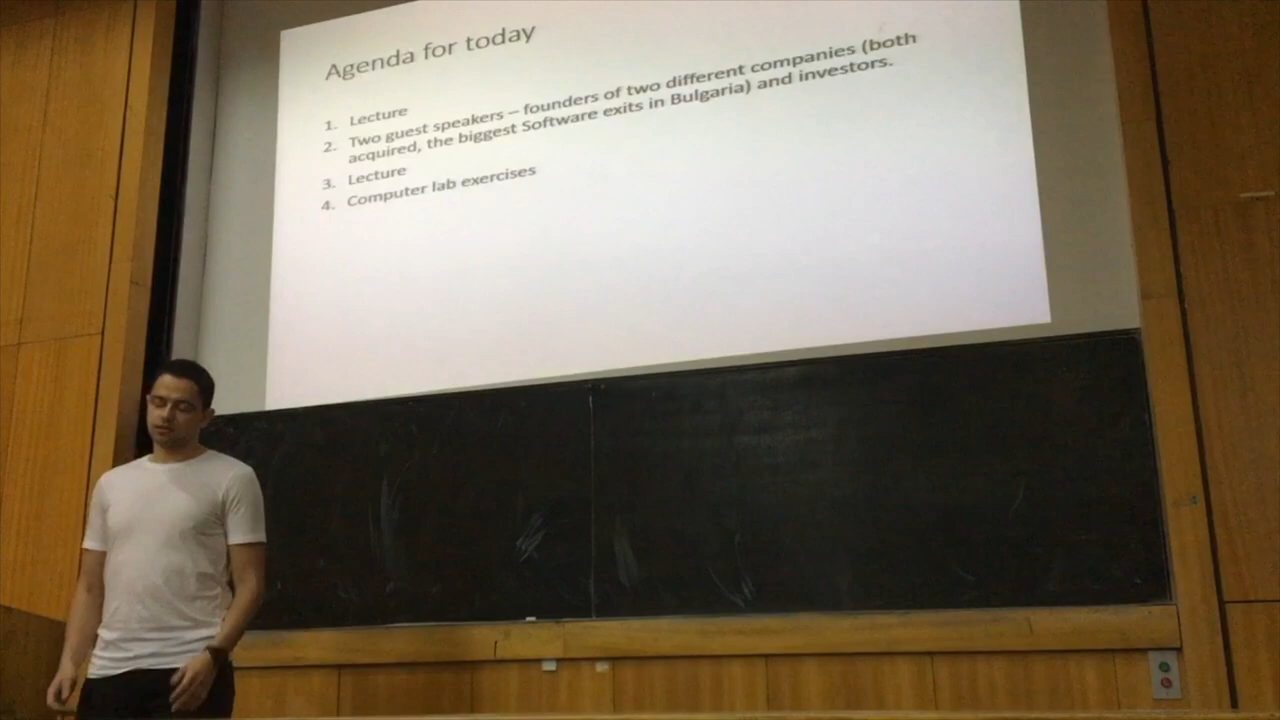 Agenda for today
1. Lecture
2. Two guest speakers – founders of two different companies (both
acquired, the biggest Software exits in Bulgaria) and investors.
3. Lecture
4. Computer lab exercises